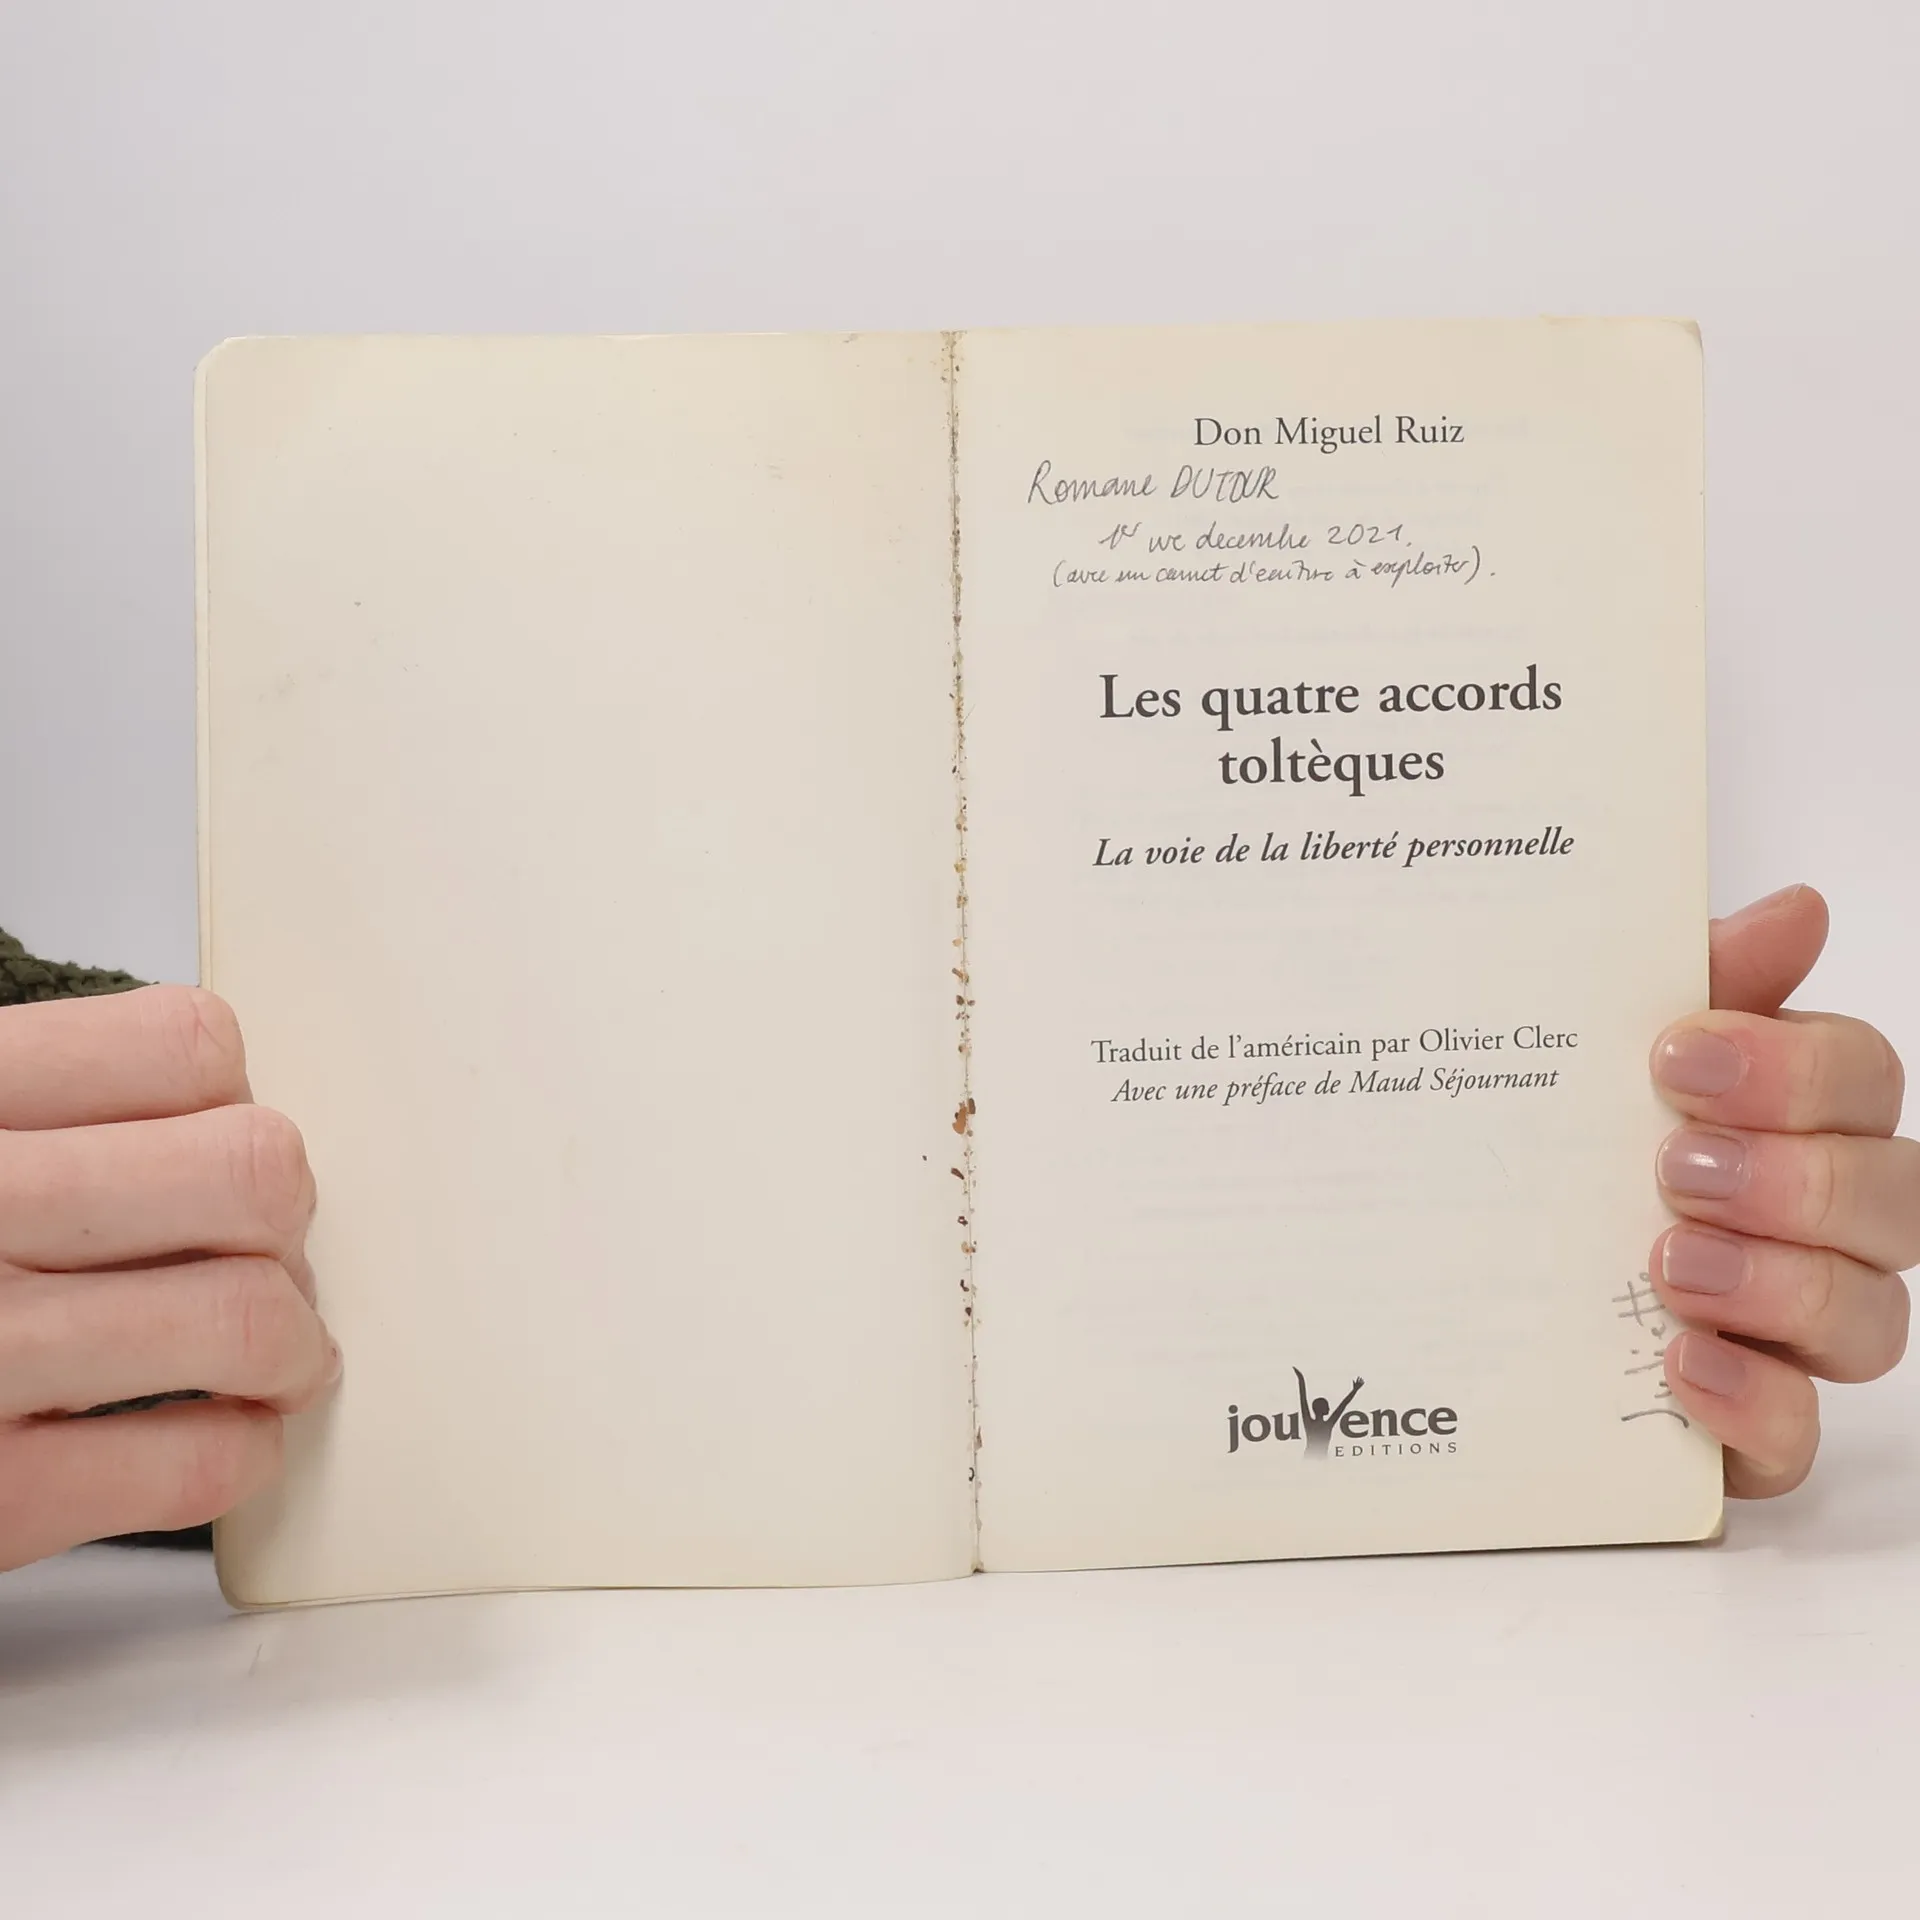 Don Miguel Ruiz
Romane DUTOUR
1er we decembre 2021.
(avec un carnet d'écriture à exploiter).
Les quatre accords
toltèques
La voie de la liberté personnelle
Traduit de l'américain par Olivier Clerc
Avec une préface de Maud Séjournant
Juliette
jouvence
EDITIONS